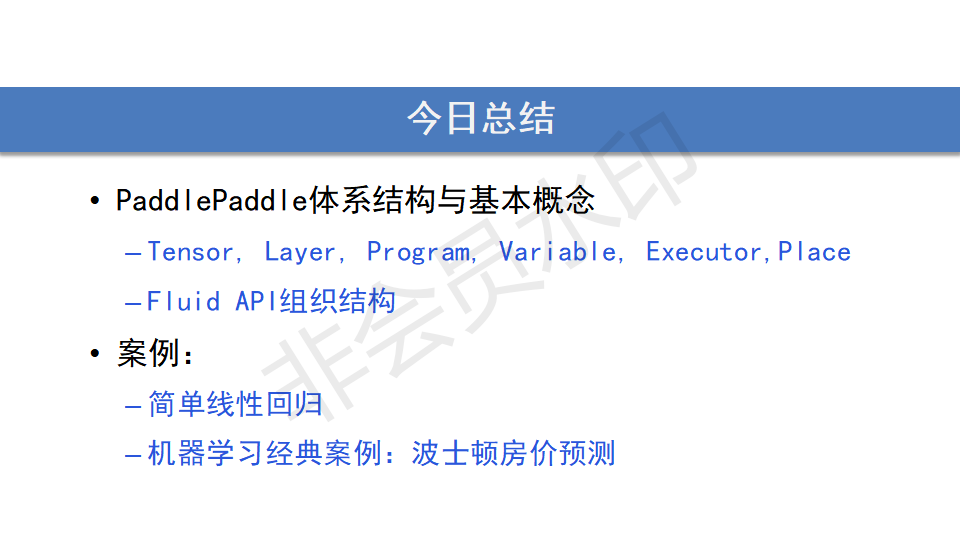 今日总结
• PaddlePaddle体系结构与基本概念
–Tensor, Layer, Program, Variable, Executor,Place
–Fluid API组织结构
• 案例：
–简单线性回归
–机器学习经典案例：波士顿房价预测
非会员水印